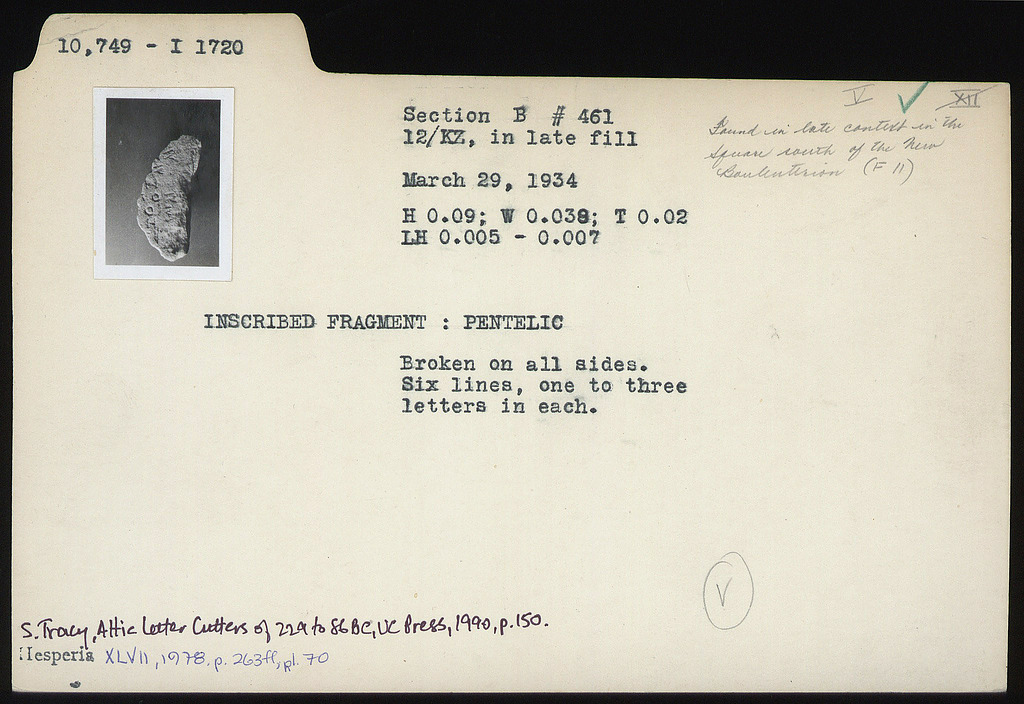 10,749 - I 1720
Section B # 461
12/KZ, in late fill
March 29, 1934
H 0.09; W 0.038; T 0.02
LH 0.005 - 0.007
V ✓ XII
Found in late context in the
Square south of the New
Bouleuterion (F 11)
INSCRIBED FRAGMENT : PENTELIC
Broken on all sides.
Six lines, one to three
letters in each.
V
S. Tracy, Attic Letter Cutters of 229 to 86 BC, UC Press, 1990, p. 150.
Hesperia XLVII, 1978, p. 263ff, pl. 70